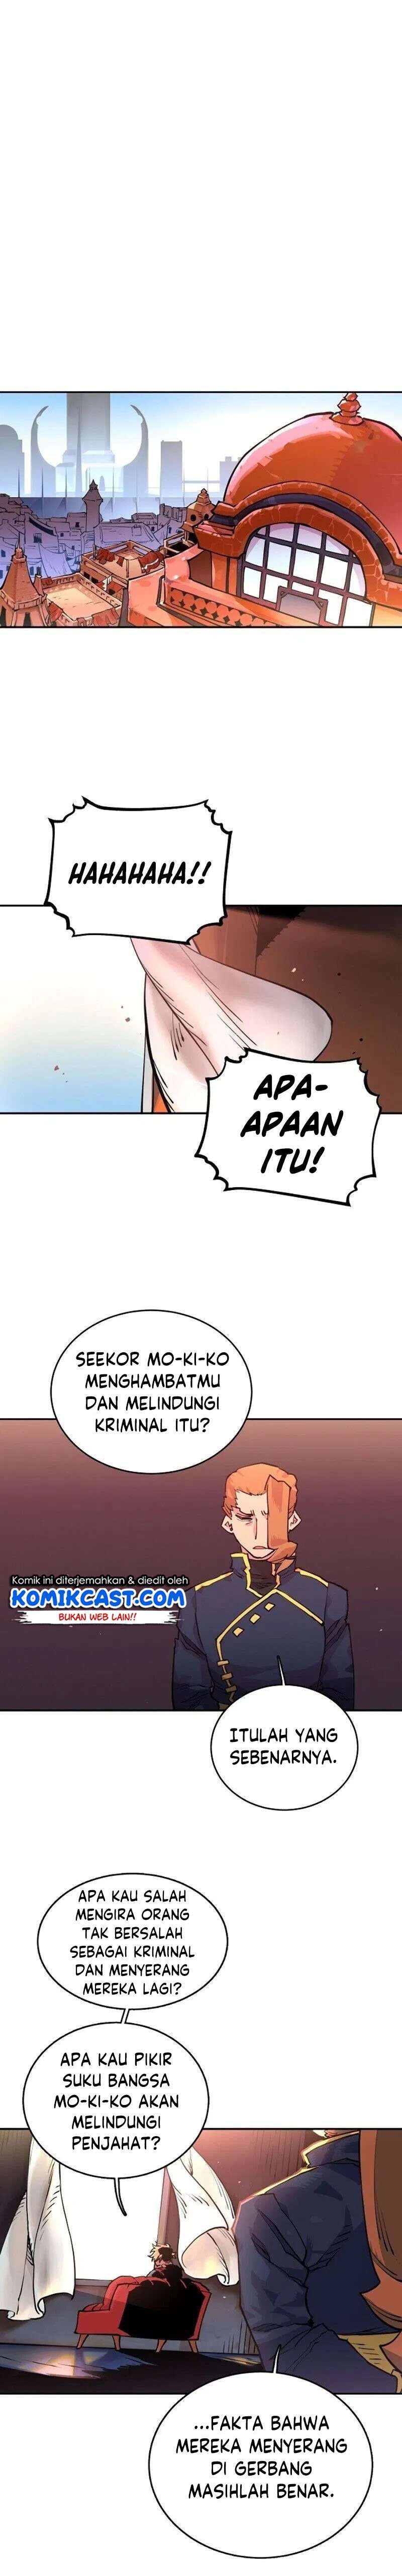 HAHAHAHA!!
APA-
APAAN
ITU!
SEEKOR MO-KI-KO
MENGHAMBATMU
DAN MELINDUNGI
KRIMINAL ITU?
Komik ini diterjemahkan & diedit oleh
KOMIKCAST.COM
BUKAN WEB LAIN!!
ITULAH YANG
SEBENARNYA.
APA KAU SALAH
MENGIRA ORANG
TAK BERSALAH
SEBAGAI KRIMINAL
DAN MENYERANG
MEREKA LAGI?
APA KAU PIKIR
SUKU BANGSA
MO-KI-KO AKAN
MELINDUNGI
PENJAHAT?
...FAKTA BAHWA
MEREKA MENYERANG
DI GERBANG
MASIHLAH BENAR.